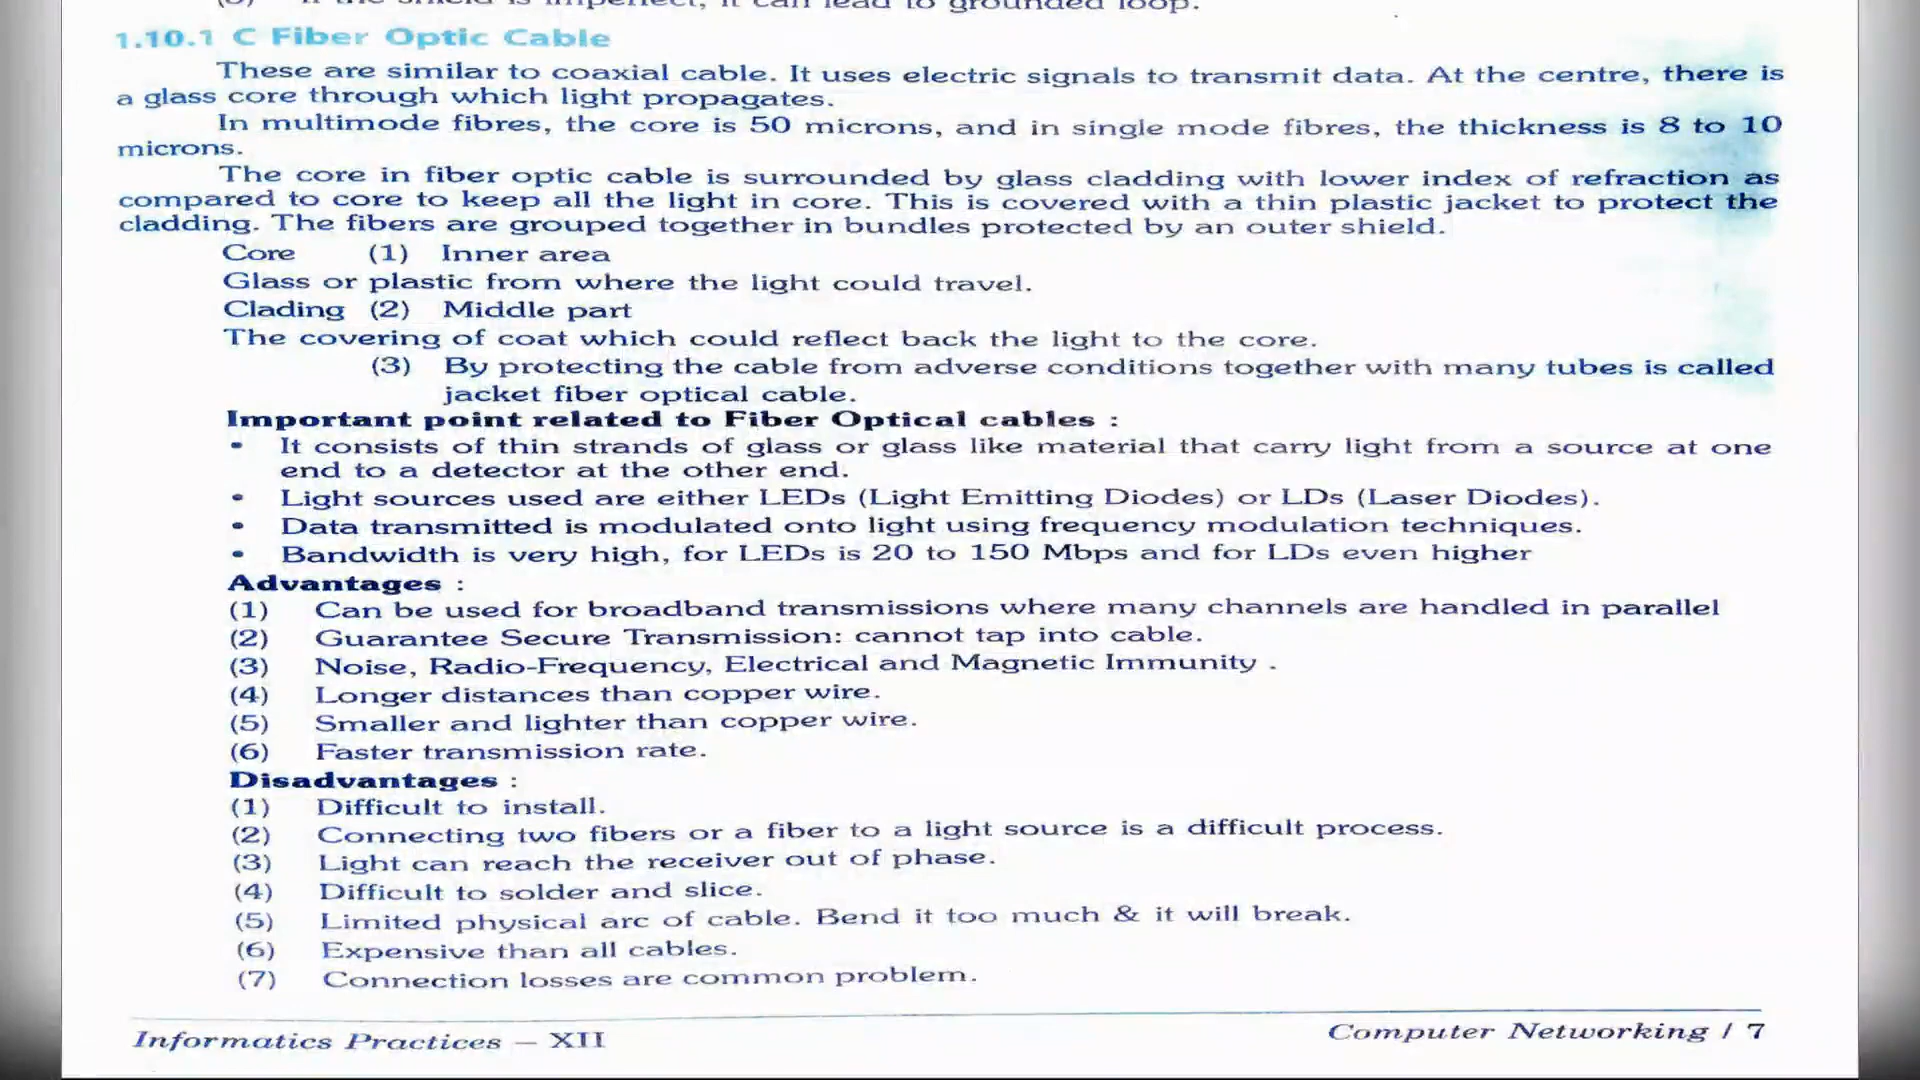 (6) If the shield is imperfect, it can lead to grounded loop.
1.10.1 C Fiber Optic Cable
These are similar to coaxial cable. It uses electric signals to transmit data. At the centre, there is
a glass core through which light propagates.
In multimode fibres, the core is 50 microns, and in single mode fibres, the thickness is 8 to 10
microns.
The core in fiber optic cable is surrounded by glass cladding with lower index of refraction as
compared to core to keep all the light in core. This is covered with a thin plastic jacket to protect the
cladding. The fibers are grouped together in bundles protected by an outer shield.
Core (1) Inner area
Glass or plastic from where the light could travel.
Clading (2) Middle part
The covering of coat which could reflect back the light to the core.
(3) By protecting the cable from adverse conditions together with many tubes is called
jacket fiber optical cable.
Important point related to Fiber Optical cables :
• It consists of thin strands of glass or glass like material that carry light from a source at one
end to a detector at the other end.
• Light sources used are either LEDs (Light Emitting Diodes) or LDs (Laser Diodes).
• Data transmitted is modulated onto light using frequency modulation techniques.
• Bandwidth is very high, for LEDs is 20 to 150 Mbps and for LDs even higher
Advantages :
(1) Can be used for broadband transmissions where many channels are handled in parallel
(2) Guarantee Secure Transmission: cannot tap into cable.
(3) Noise, Radio-Frequency, Electrical and Magnetic Immunity .
(4) Longer distances than copper wire.
(5) Smaller and lighter than copper wire.
(6) Faster transmission rate.
Disadvantages :
(1) Difficult to install.
(2) Connecting two fibers or a fiber to a light source is a difficult process.
(3) Light can reach the receiver out of phase.
(4) Difficult to solder and slice.
(5) Limited physical arc of cable. Bend it too much & it will break.
(6) Expensive than all cables.
(7) Connection losses are common problem.
Informatics Practices – XII
Computer Networking / 7